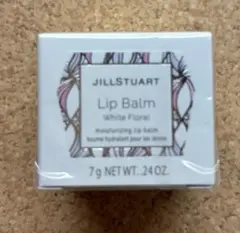 JILLSTUART
Lip Balm
White Floral
moisturizing lip balm
baume hydratant pour les lèvres
7g NET WT. .24 OZ.